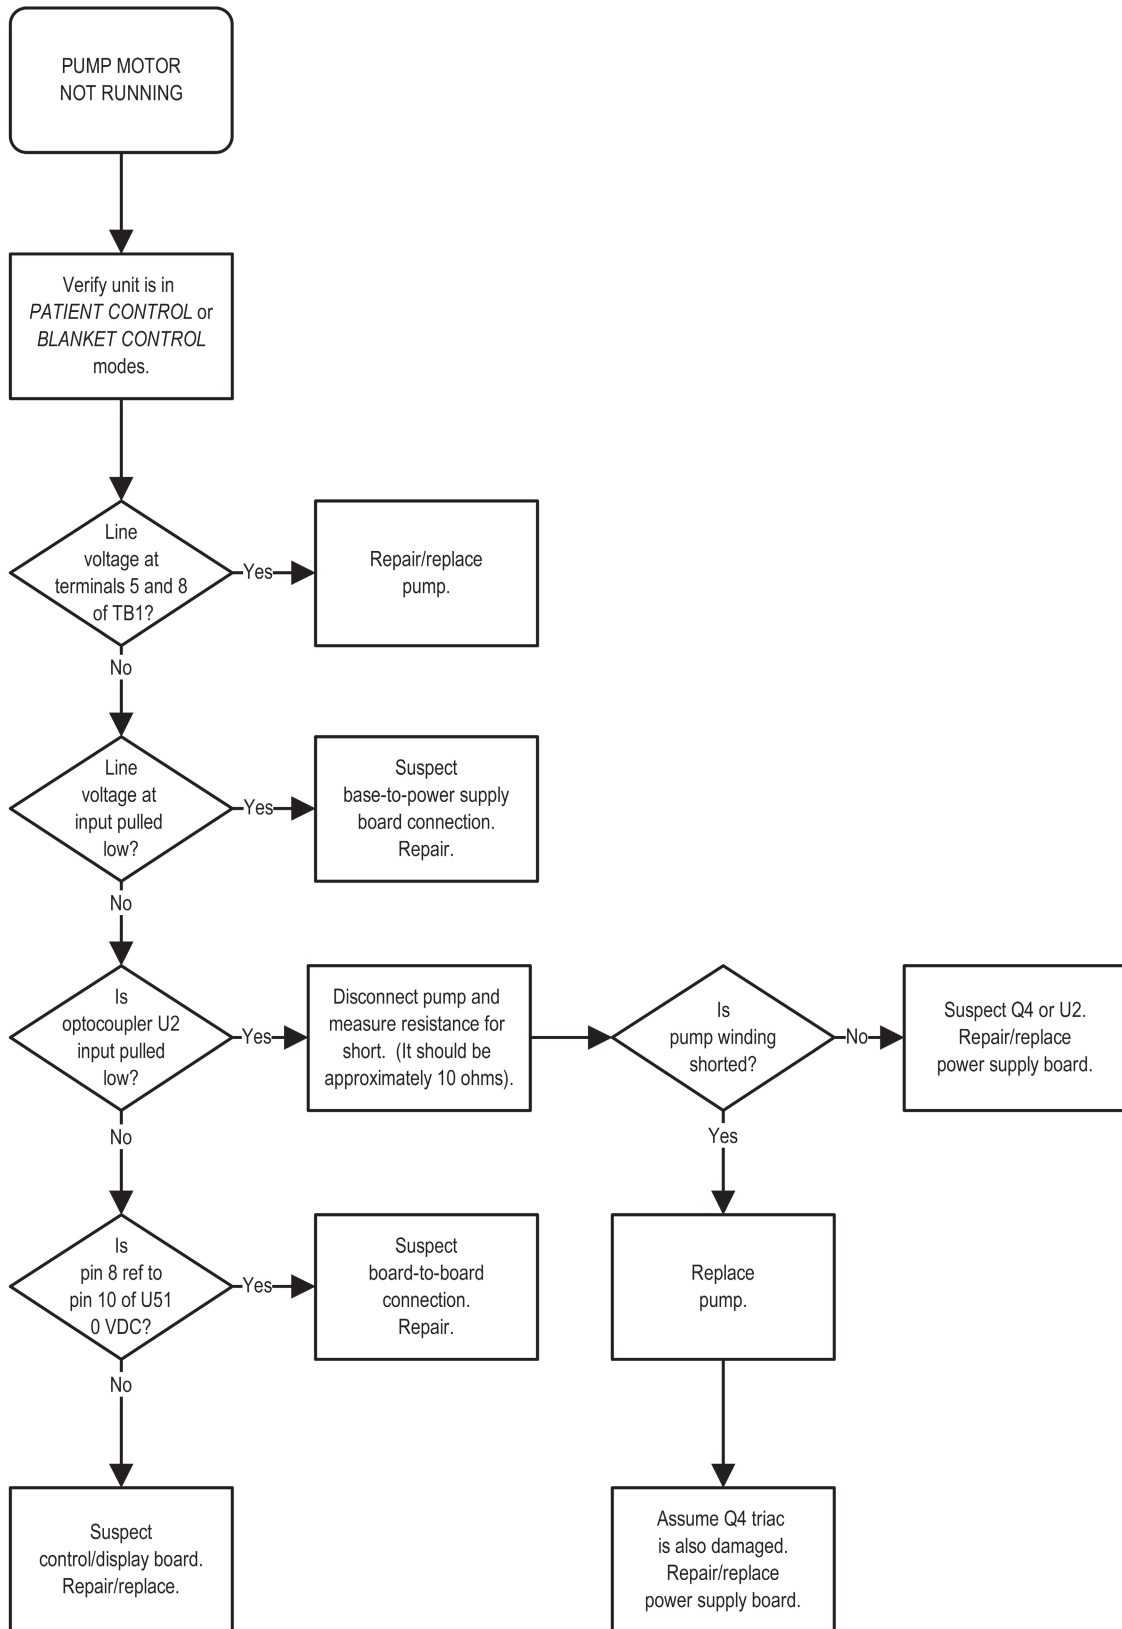 PUMP MOTOR
NOT RUNNING
Verify unit is in
PATIENT CONTROL or
BLANKET CONTROL
modes.
Line
voltage at
terminals 5 and 8
of TB1?
Yes
Repair/replace
pump.
No
Line
voltage at
input pulled
low?
Yes
Suspect
base-to-power supply
board connection.
Repair.
No
Is
optocoupler U2
input pulled
low?
Yes
Disconnect pump and
measure resistance for
short. (It should be
approximately 10 ohms).
Is
pump winding
shorted?
No
Suspect Q4 or U2.
Repair/replace
power supply board.
No
Yes
Is
pin 8 ref to
pin 10 of U51
0 VDC?
Yes
Suspect
board-to-board
connection.
Repair.
Replace
pump.
No
Suspect
control/display board.
Repair/replace.
Assume Q4 triac
is also damaged.
Repair/replace
power supply board.